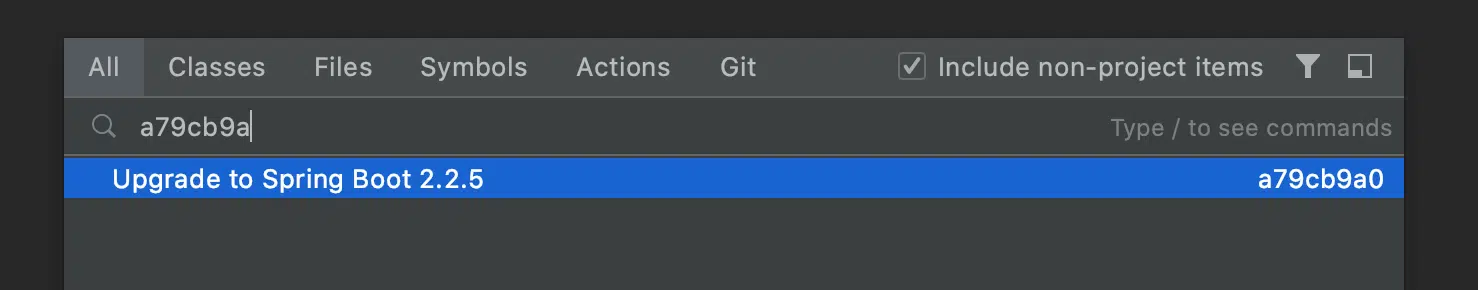 All Classes Files Symbols Actions Git Include non-project items
a79cb9a Type / to see commands
Upgrade to Spring Boot 2.2.5 a79cb9a0